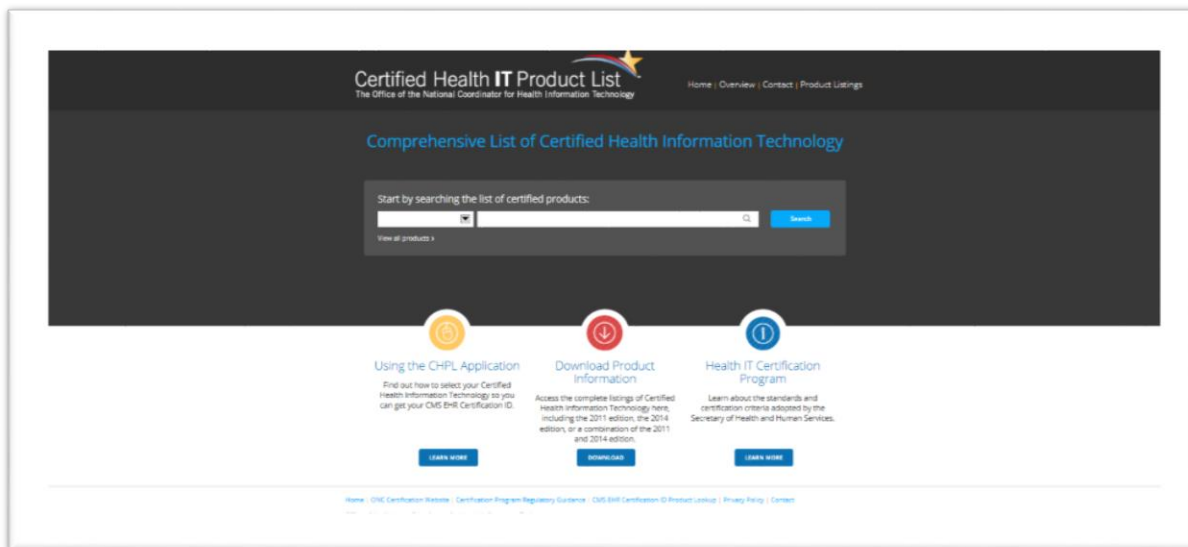 Certified Health IT Product List
The Office of the National Coordinator for Health Information Technology
Home | Overview | Contact | Product Listings
Comprehensive List of Certified Health Information Technology
Start by searching the list of certified products:
Search
View all products >
Using the CHPL Application
Find out how to select your Certified
Health Information Technology so you
can get your CMS EHR Certification ID.
LEARN MORE
Download Product
Information
Access the complete listings of Certified
Health Information Technology here,
including the 2011 edition, the 2014
edition, or a combination of the 2011
and 2014 edition.
DOWNLOAD
Health IT Certification
Program
Learn about the standards and
certification criteria adopted by the
Secretary of Health and Human Services.
LEARN MORE
Home | ONC Certification Website | Certification Program Regulatory Guidance | CMS EHR Certification ID Product Lookup | Privacy Policy | Contact